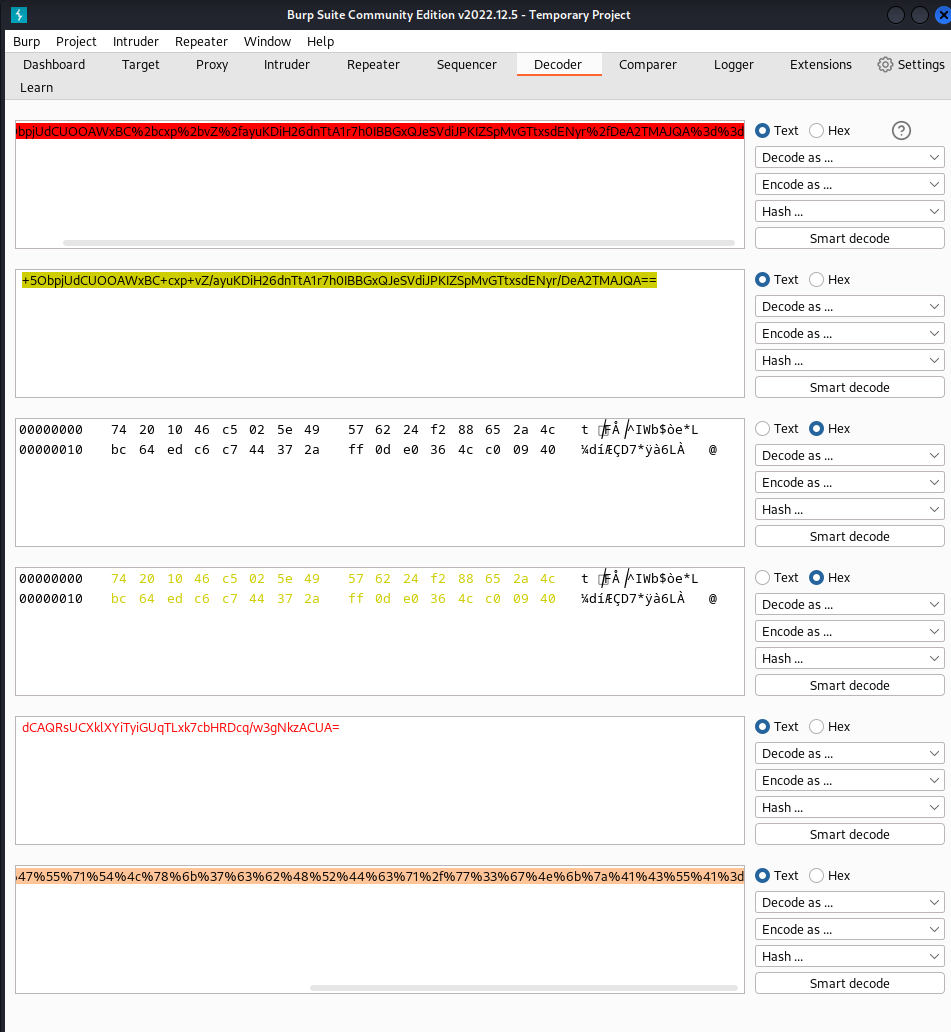 Burp Suite Community Edition v2022.12.5 - Temporary Project
Burp Project Intruder Repeater Window Help
Dashboard Target Proxy Intruder Repeater Sequencer Decoder Comparer Logger Extensions Settings
Learn
bpjUdCUOOAWxBC%2bcxp%2bvZ%2fayuKDiH26dnTtA1r7h0IBBGxQJeSVdiJPKIZSpMvGTtxsdENyr%2fDeA2TMAJQA%3d%3d
Text Hex ?
Decode as ...
Encode as ...
Hash ...
Smart decode
+5ObpjUdCUOOAWxBC+cxp+vZ/ayuKDiH26dnTtA1r7h0IBBGxQJeSVdiJPKIZSpMvGTtxsdENyr/DeA2TMAJQA==
Text Hex
Decode as ...
Encode as ...
Hash ...
Smart decode
00000000 74 20 10 46 c5 02 5e 49 57 62 24 f2 88 65 2a 4c t FÅ ^IWb$òe*L
00000010 bc 64 ed c6 c7 44 37 2a ff 0d e0 36 4c c0 09 40 ¼díÆÇD7*ÿà6LÀ @
Text Hex
Decode as ...
Encode as ...
Hash ...
Smart decode
00000000 74 20 10 46 c5 02 5e 49 57 62 24 f2 88 65 2a 4c t FÅ ^IWb$òe*L
00000010 bc 64 ed c6 c7 44 37 2a ff 0d e0 36 4c c0 09 40 ¼díÆÇD7*ÿà6LÀ @
Text Hex
Decode as ...
Encode as ...
Hash ...
Smart decode
dCAQRsUCXklXYiTyiGUqTLxk7cbHRDcq/w3gNkzACUA=
Text Hex
Decode as ...
Encode as ...
Hash ...
Smart decode
47%55%71%54%4c%78%6b%37%63%62%48%52%44%63%71%2f%77%33%67%4e%6b%7a%41%43%55%41%3d
Text Hex
Decode as ...
Encode as ...
Hash ...
Smart decode